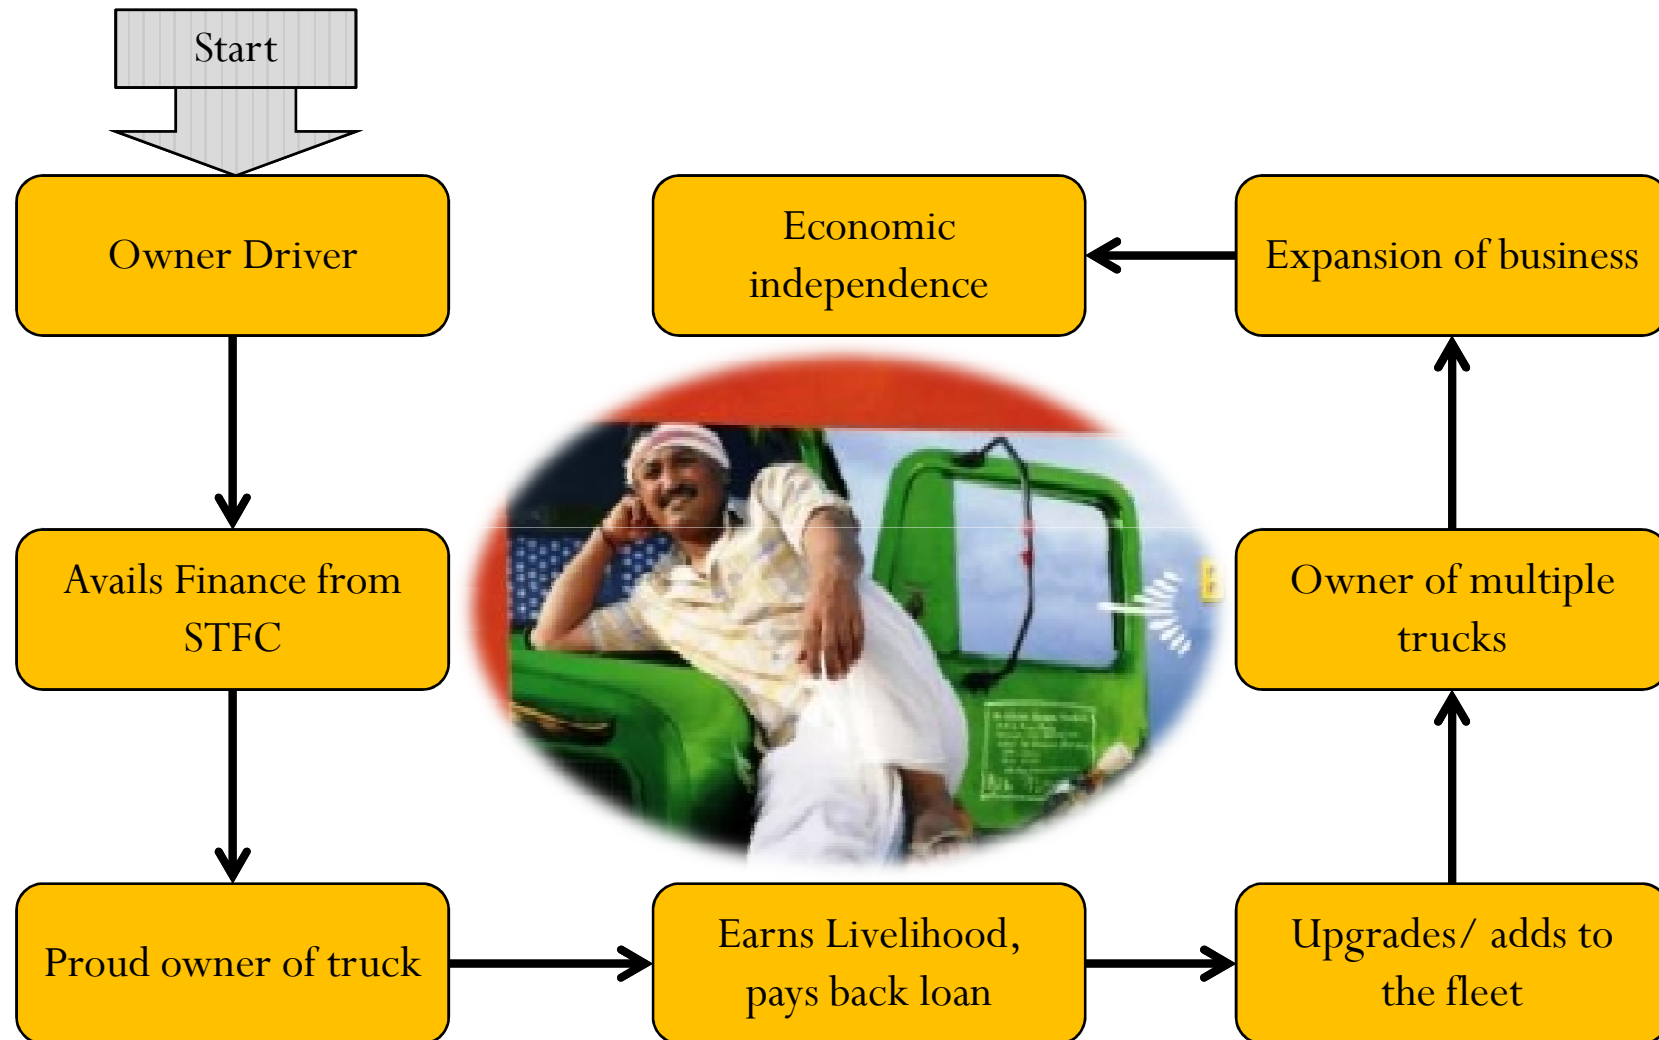 Start
Owner Driver
Avails Finance from
STFC
Proud owner of truck
Earns Livelihood,
pays back loan
Upgrades/ adds to
the fleet
Owner of multiple
trucks
Expansion of business
Economic
independence